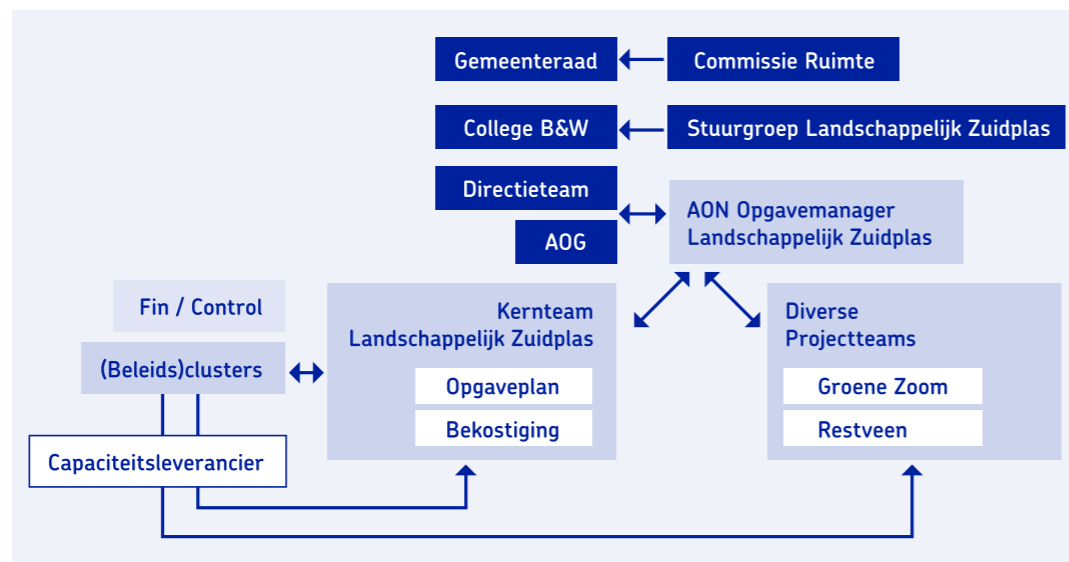 Gemeenteraad
Commissie Ruimte
College B&W
Stuurgroep Landschappelijk Zuidplas
Directieteam
AOG
AON Opgavemanager
Landschappelijk Zuidplas
Fin / Control
(Beleids)clusters
Capaciteitsleverancier
Kernteam
Landschappelijk Zuidplas
Opgaveplan
Bekostiging
Diverse
Projectteams
Groene Zoom
Restveen